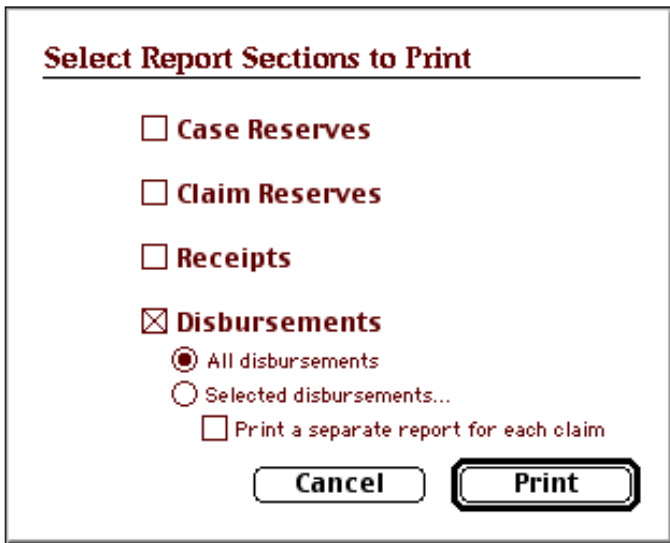 Select Report Sections to Print
Case Reserves
Claim Reserves
Receipts
Disbursements
All disbursements
Selected disbursements...
Print a separate report for each claim
Cancel Print